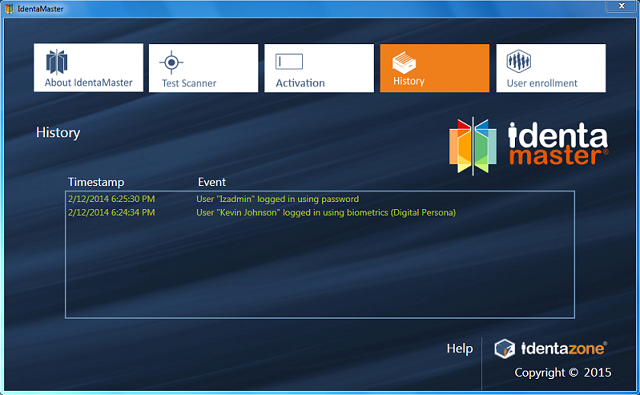 IdentaMaster
About IdentaMaster
Test Scanner
Activation
History
User enrollment
History
identa
master®
Timestamp Event
2/12/2014 6:25:30 PM User "Izadmin" logged in using password
2/12/2014 6:24:34 PM User "Kevin Johnson" logged in using biometrics (Digital Persona)
Help
identazone®
Copyright © 2015